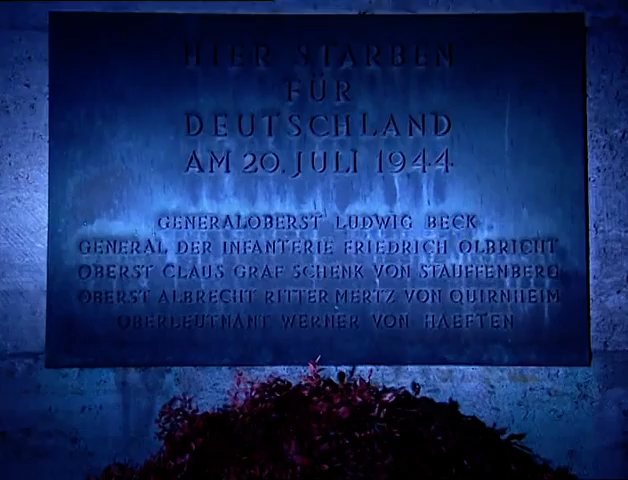 HIER STARBEN
FÜR
DEUTSCHLAND
AM 20. JULI 1944
GENERALOBERST LUDWIG BECK
GENERAL DER INFANTERIE FRIEDRICH OLBRICHT
OBERST CLAUS GRAF SCHENK VON STAUFFENBERG
OBERST ALBRECHT RITTER MERTZ VON QUIRNHEIM
OBERLEUTNANT WERNER VON HAEFTEN